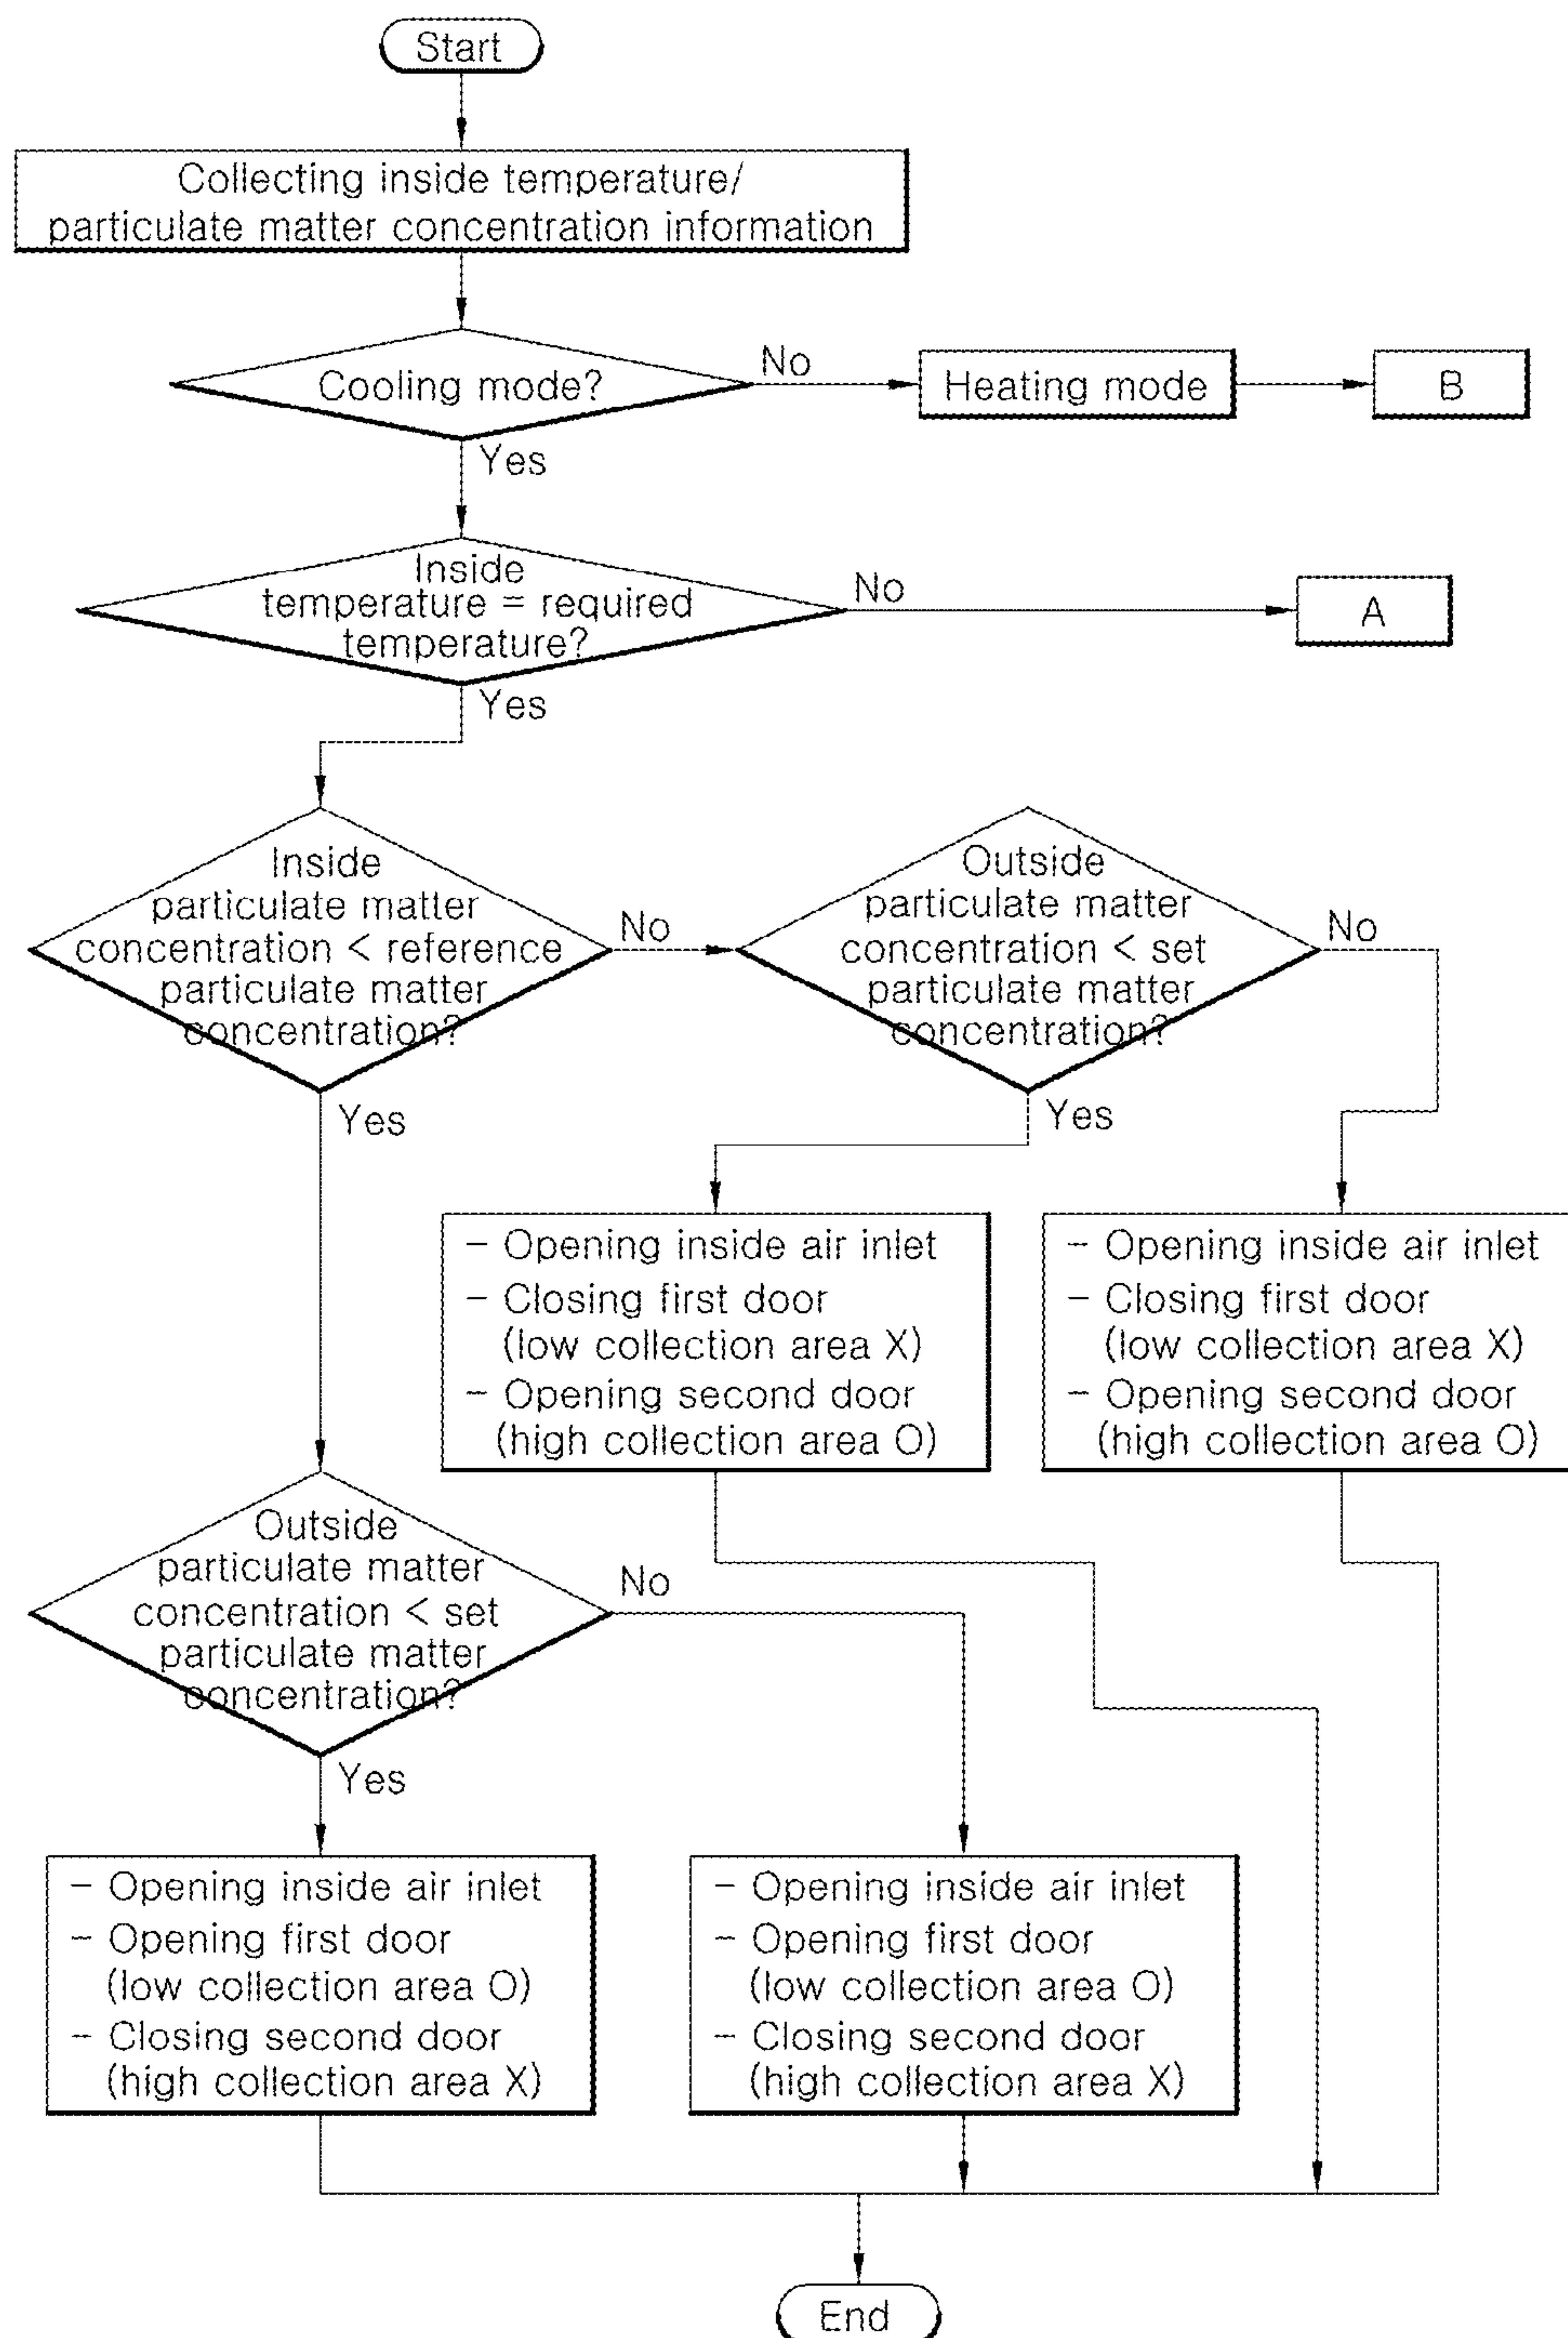 Start
Collecting inside temperature/
particulate matter concentration information
Cooling mode?
No
Heating mode
B
Yes
Inside
temperature = required
temperature?
No
A
Yes
Inside
particulate matter
concentration < reference
particulate matter
concentration?
No
Outside
particulate matter
concentration < set
particulate matter
concentration?
No
Yes
Yes
- Opening inside air inlet
- Closing first door
(low collection area X)
- Opening second door
(high collection area O)
- Opening inside air inlet
- Closing first door
(low collection area X)
- Opening second door
(high collection area O)
Outside
particulate matter
concentration < set
particulate matter
concentration?
No
Yes
- Opening inside air inlet
- Opening first door
(low collection area O)
- Closing second door
(high collection area X)
- Opening inside air inlet
- Opening first door
(low collection area O)
- Closing second door
(high collection area X)
End